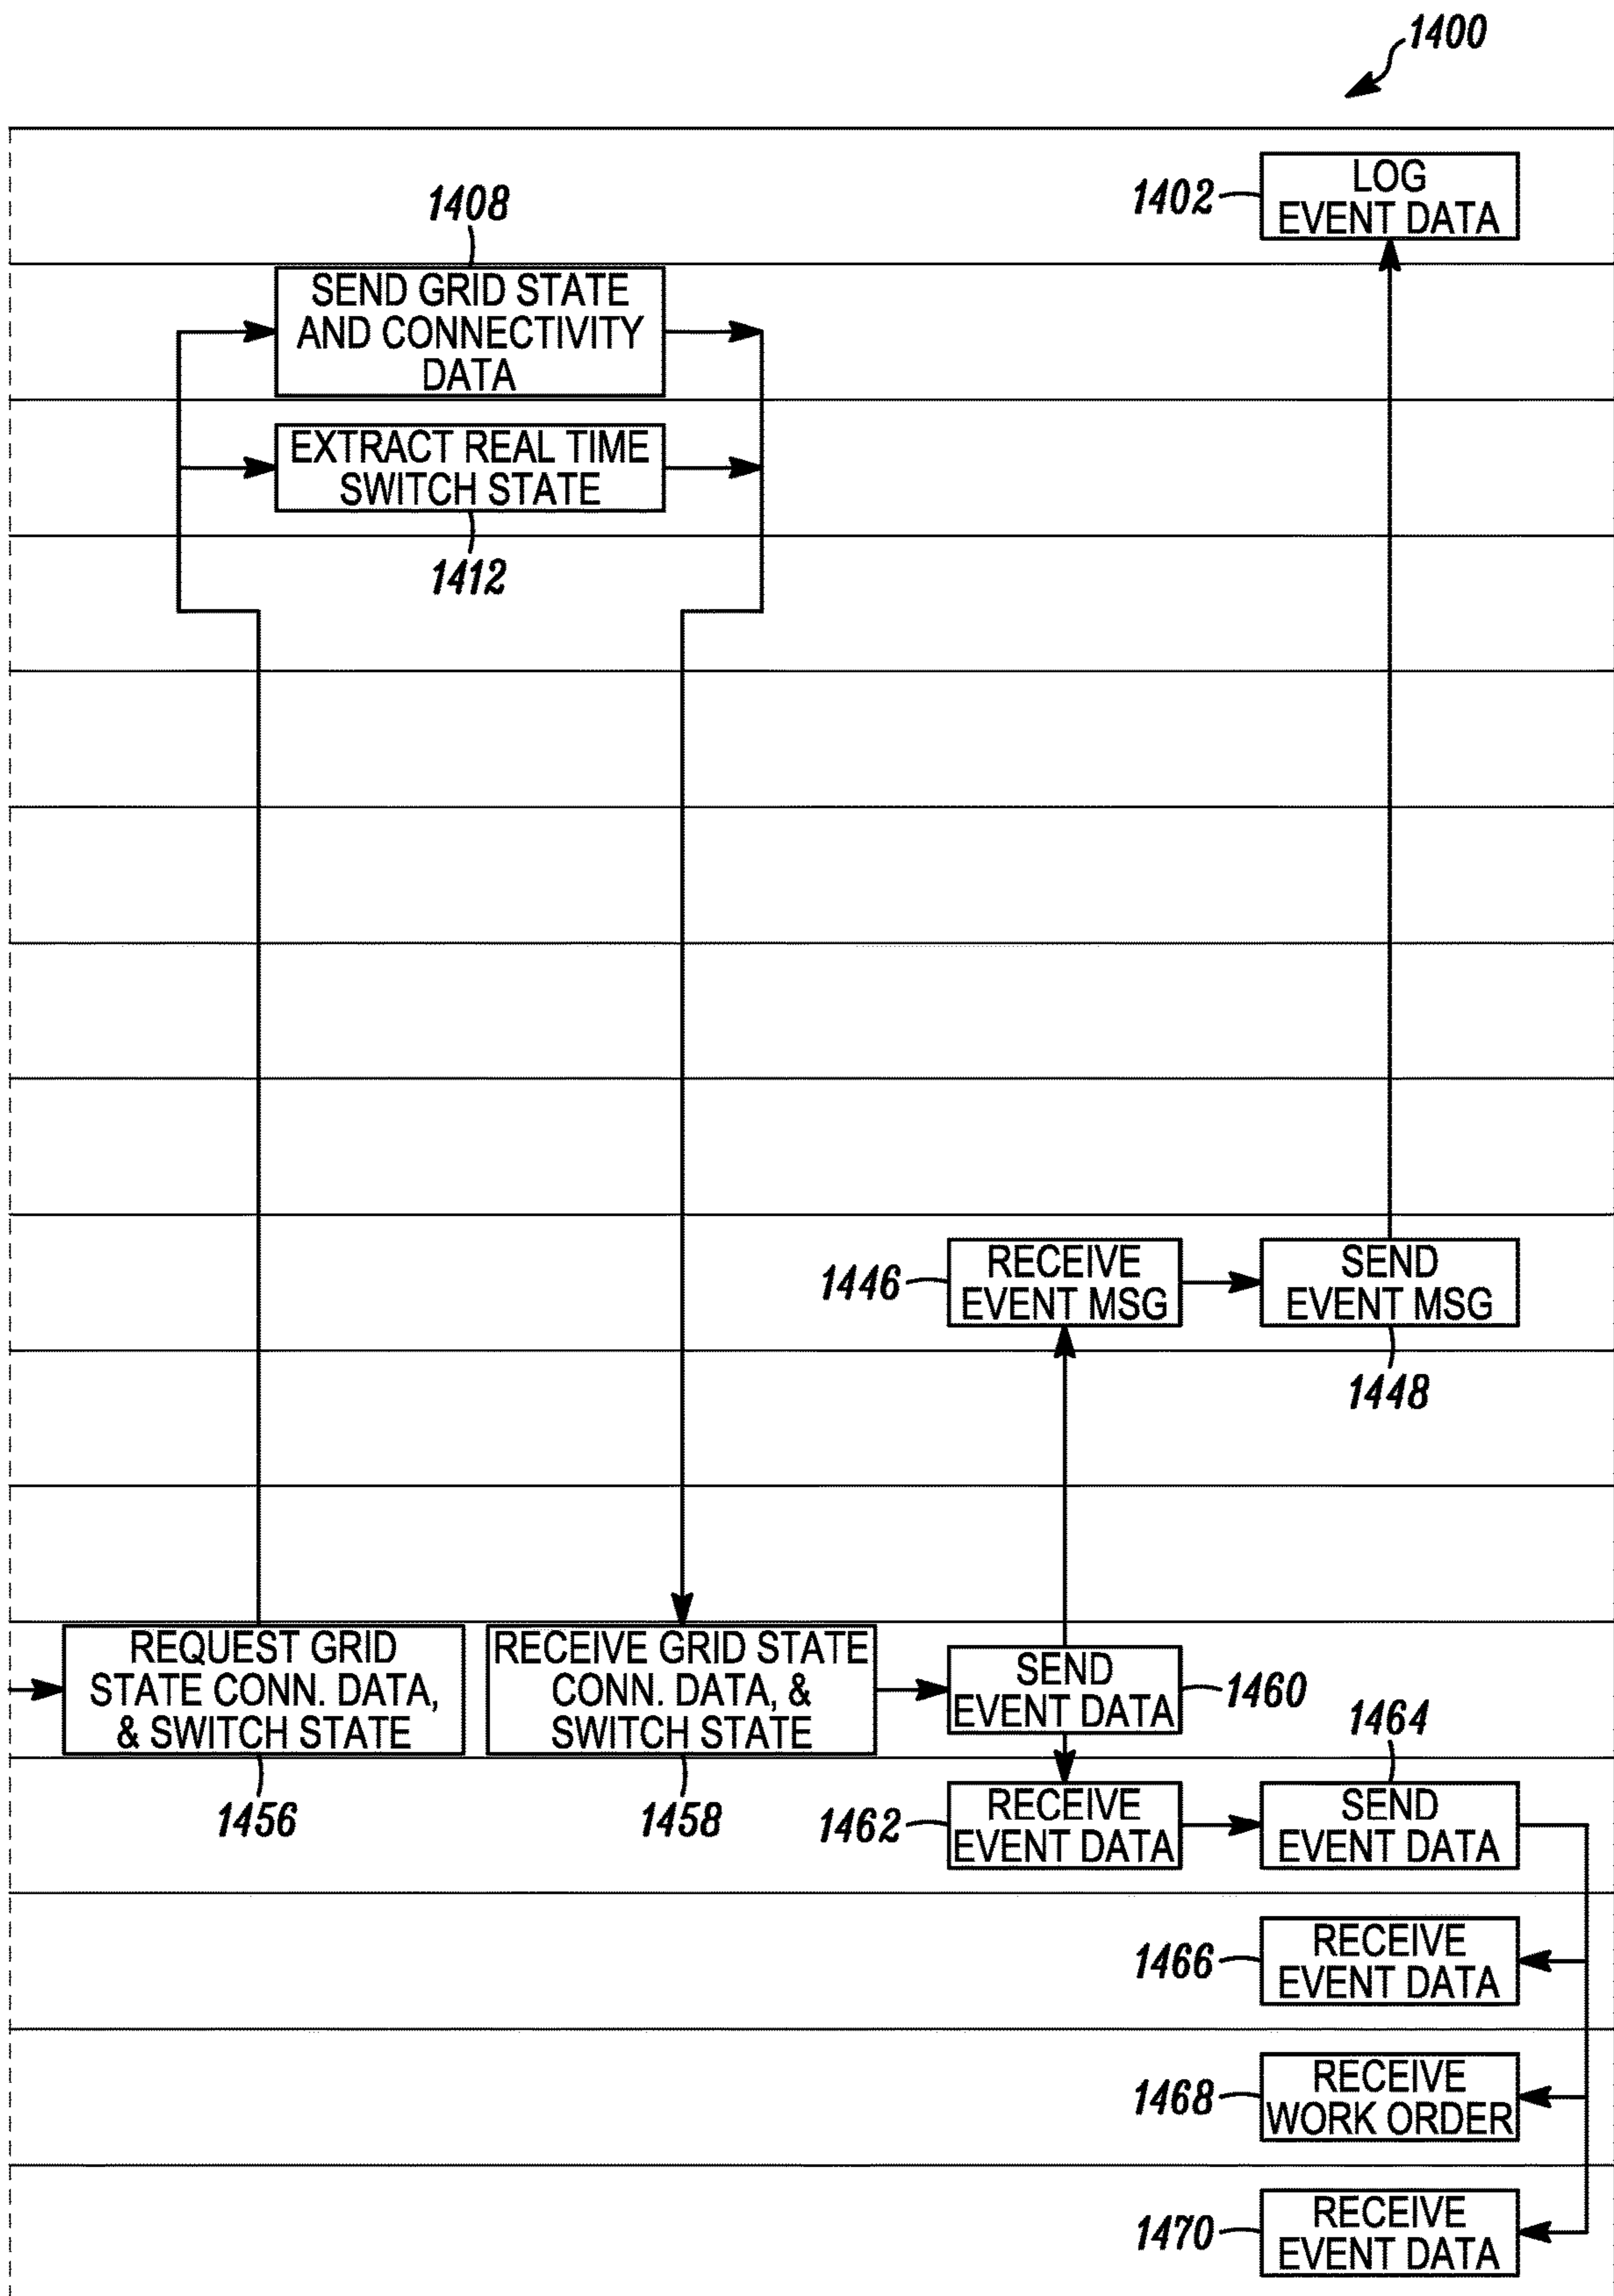 1400
1402
LOG
EVENT DATA
1408
SEND GRID STATE
AND CONNECTIVITY
DATA
EXTRACT REAL TIME
SWITCH STATE
1412
1446
RECEIVE
EVENT MSG
SEND
EVENT MSG
1448
REQUEST GRID
STATE CONN. DATA,
& SWITCH STATE
1456
RECEIVE GRID STATE
CONN. DATA, &
SWITCH STATE
1458
SEND
EVENT DATA
1460
1462
RECEIVE
EVENT DATA
1464
SEND
EVENT DATA
1466
RECEIVE
EVENT DATA
1468
RECEIVE
WORK ORDER
1470
RECEIVE
EVENT DATA